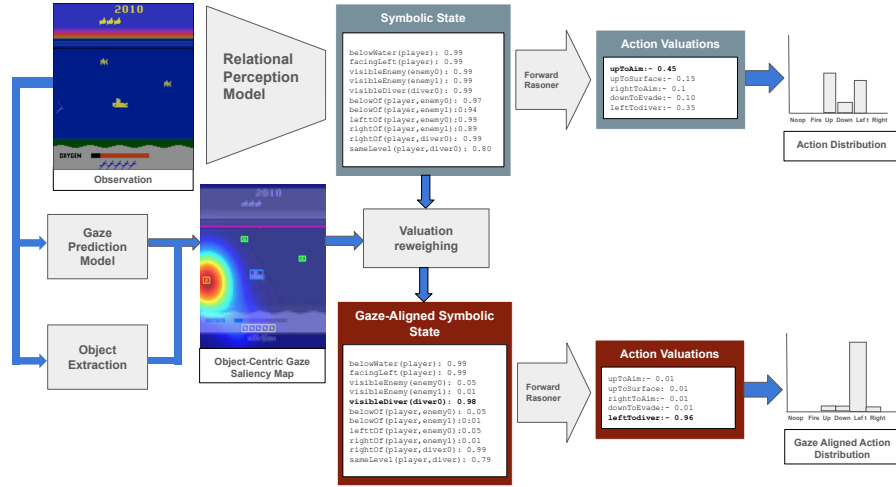 2010
OXYGEN
Observation
Relational
Perception
Model
Symbolic State
belowWater(player): 0.99
facingLeft(player): 0.99
visibleEnemy(enemy0): 0.99
visibleEnemy(enemy1): 0.99
visibleDiver(diver0): 0.99
belowOf(player,enemy0): 0.97
belowOf(player,enemy1):0:94
lefttOf(player,enemy0):0.99
rightOf(player,enemy1):0.89
rightOf(player,diver0): 0.99
sameLevel(player,diver0): 0.80
Forward
Rasoner
Action Valuations
upToAim:- 0.45
upToSurface:- 0.15
rightToAim:- 0.1
downToEvade:- 0.10
leftTodiver:- 0.35
Noop Fire Up Down Left Right
Action Distribution
Gaze
Prediction
Model
Object
Extraction
2010
Object-Centric Gaze
Saliency Map
Valuation
reweighing
Gaze-Aligned Symbolic
State
belowWater(player): 0.99
facingLeft(player): 0.99
visibleEnemy(enemy0): 0.05
visibleEnemy(enemy1): 0.01
visibleDiver(diver0): 0.98
belowOf(player,enemy0): 0.05
belowOf(player,enemy1):0:01
lefttOf(player,enemy0):0.05
rightOf(player,enemy1):0.01
rightOf(player,diver0): 0.99
sameLevel(player,diver): 0.79
Forward
Rasoner
Action Valuations
upToAim:- 0.01
upToSurface: 0.01
rightToAim:- 0.01
downToEvade:- 0.01
leftTodiver:- 0.96
Noop Fire Up Down Left Right
Gaze Aligned Action
Distribution